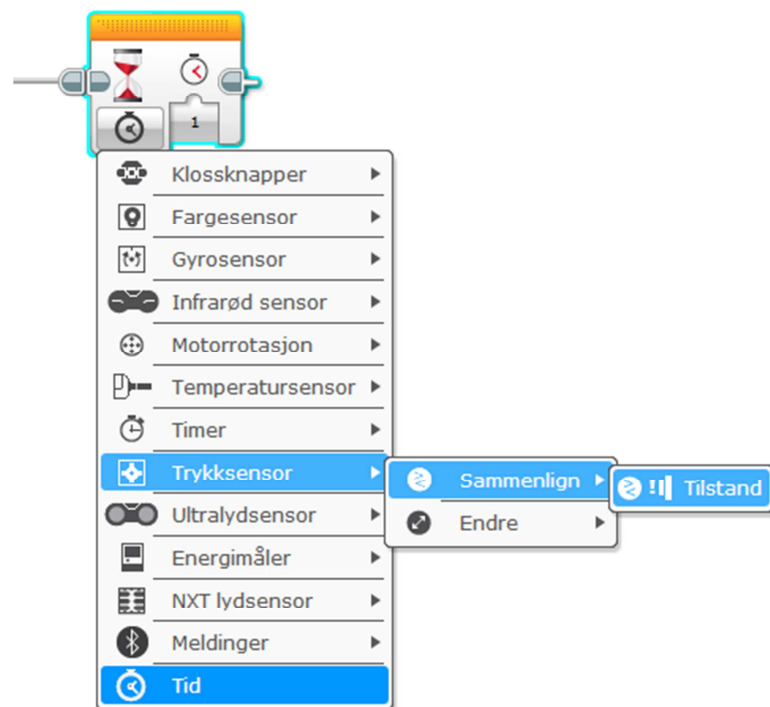 1
Klossknapper
Fargesensor
Gyrosensor
Infrarød sensor
Motorrotasjon
Temperatursensor
Timer
Trykksensor
Sammenlign
Tilstand
Ultralydsensor
Endre
Energimåler
NXT lydsensor
Meldinger
Tid